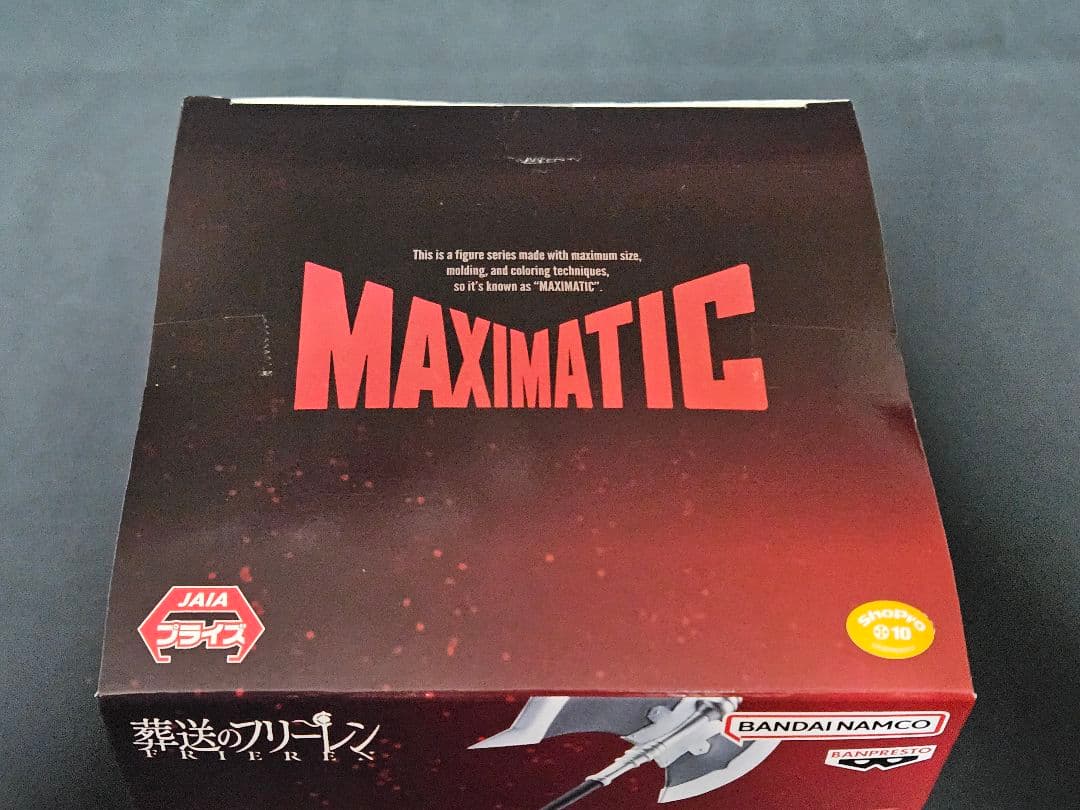 This is a figure series made with maximum size,
molding, and coloring techniques,
so it's known as "MAXIMATIC".
MAXIMATIC
JAIA
プライズ
ShoPro
10
葬送のフリーレン
FRIEREN
BANDAI NAMCO
BANPRESTO